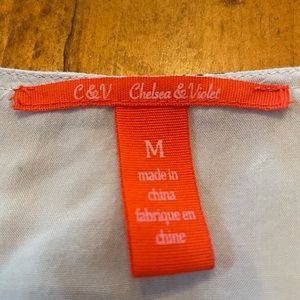 C & V Chelsea & Violet
M
made in
china
fabrique en
chine